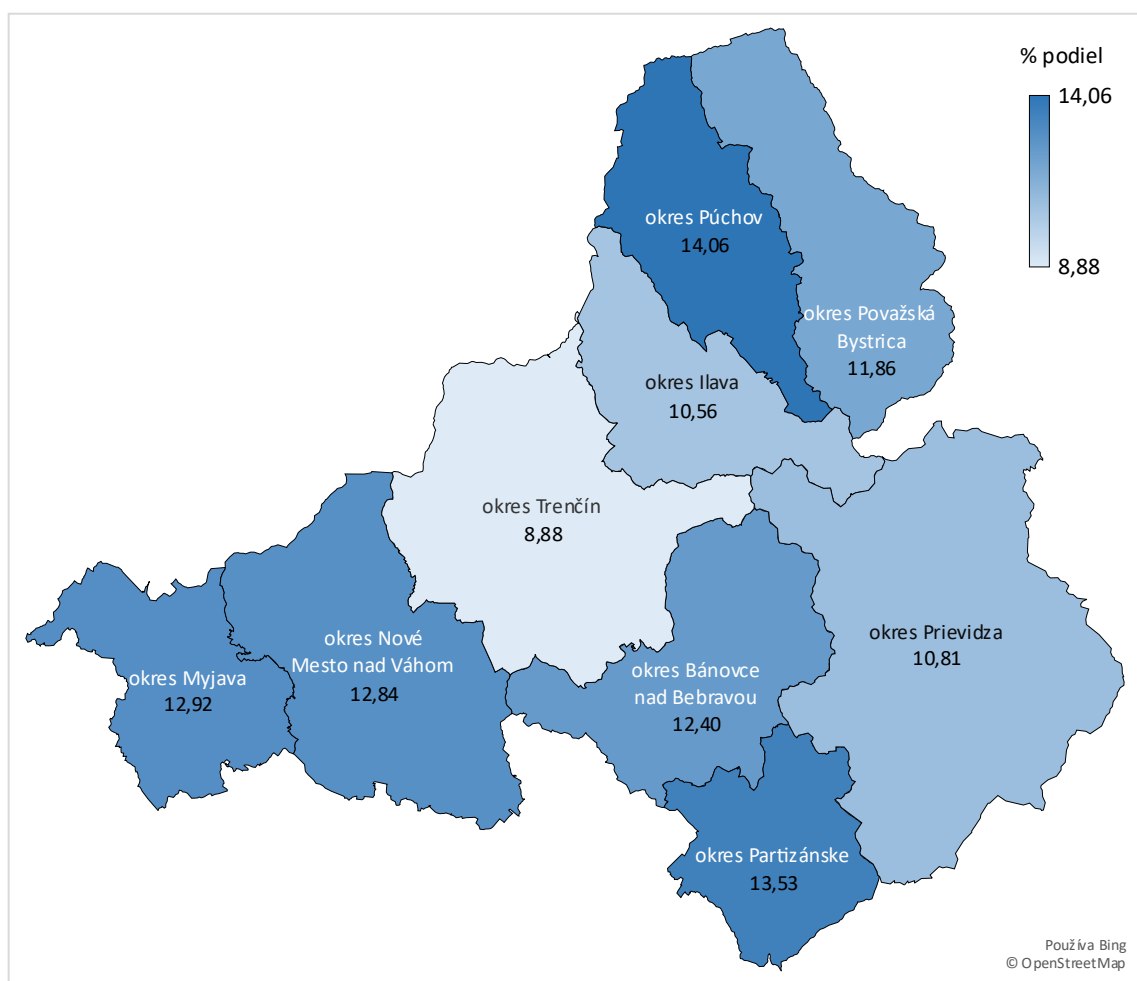 % podiel
14,06
8,88
okres Púchov
14,06
okres Považská
Bystrica
11,86
okres Ilava
10,56
okres Trenčín
8,88
okres Prievidza
10,81
okres Nové
Mesto nad Váhom
12,84
okres Myjava
12,92
okres Bánovce
nad Bebravou
12,40
okres Partizánske
13,53
Používa Bing
© OpenStreetMap